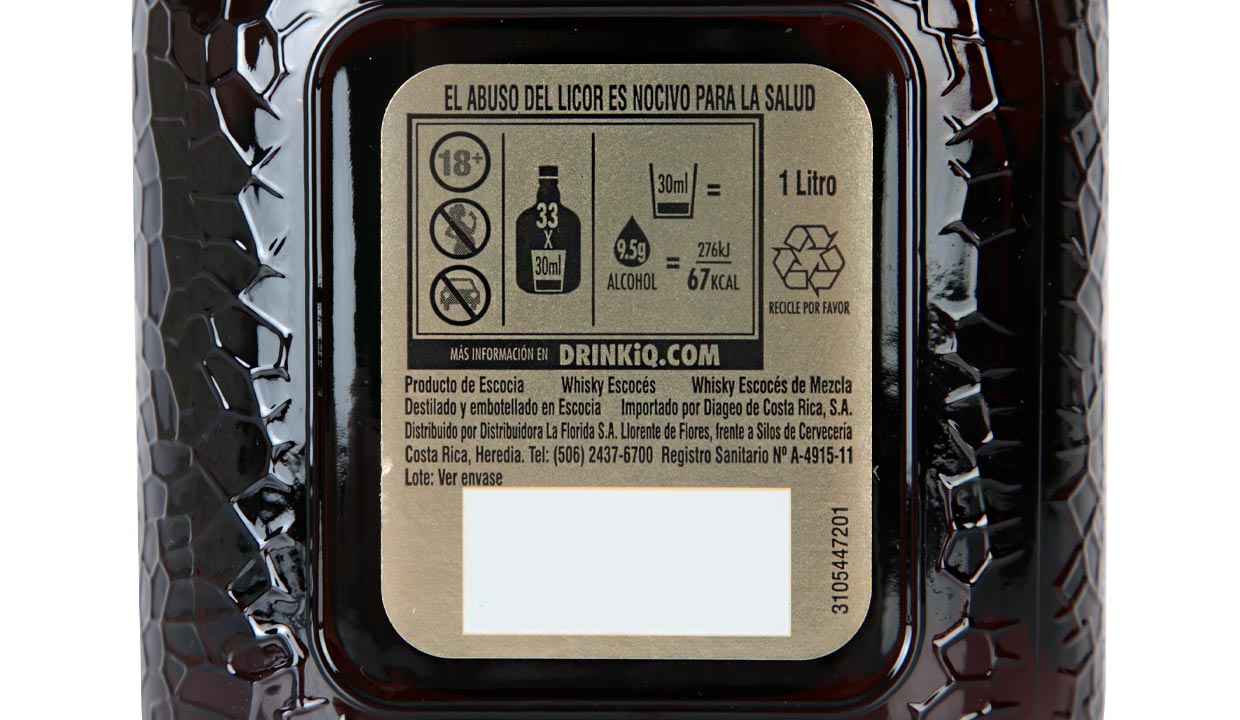 EL ABUSO DEL LICOR ES NOCIVO PARA LA SALUD
18+
33
X
30ml
30ml =
9.5g
ALCOHOL
= 276kJ
67KCAL
1 Litro
RECICLE POR FAVOR
MÁS INFORMACIÓN EN DRINKiQ.COM
Producto de Escocia Whisky Escocés Whisky Escocés de Mezcla
Destilado y embotellado en Escocia Importado por Diageo de Costa Rica, S.A.
Distribuido por Distribuidora La Florida S.A. Llorente de Flores, frente a Silos de Cervecería
Costa Rica, Heredia. Tel: (506) 2437-6700 Registro Sanitario Nº A-4915-11
Lote: Ver envase
3105447201